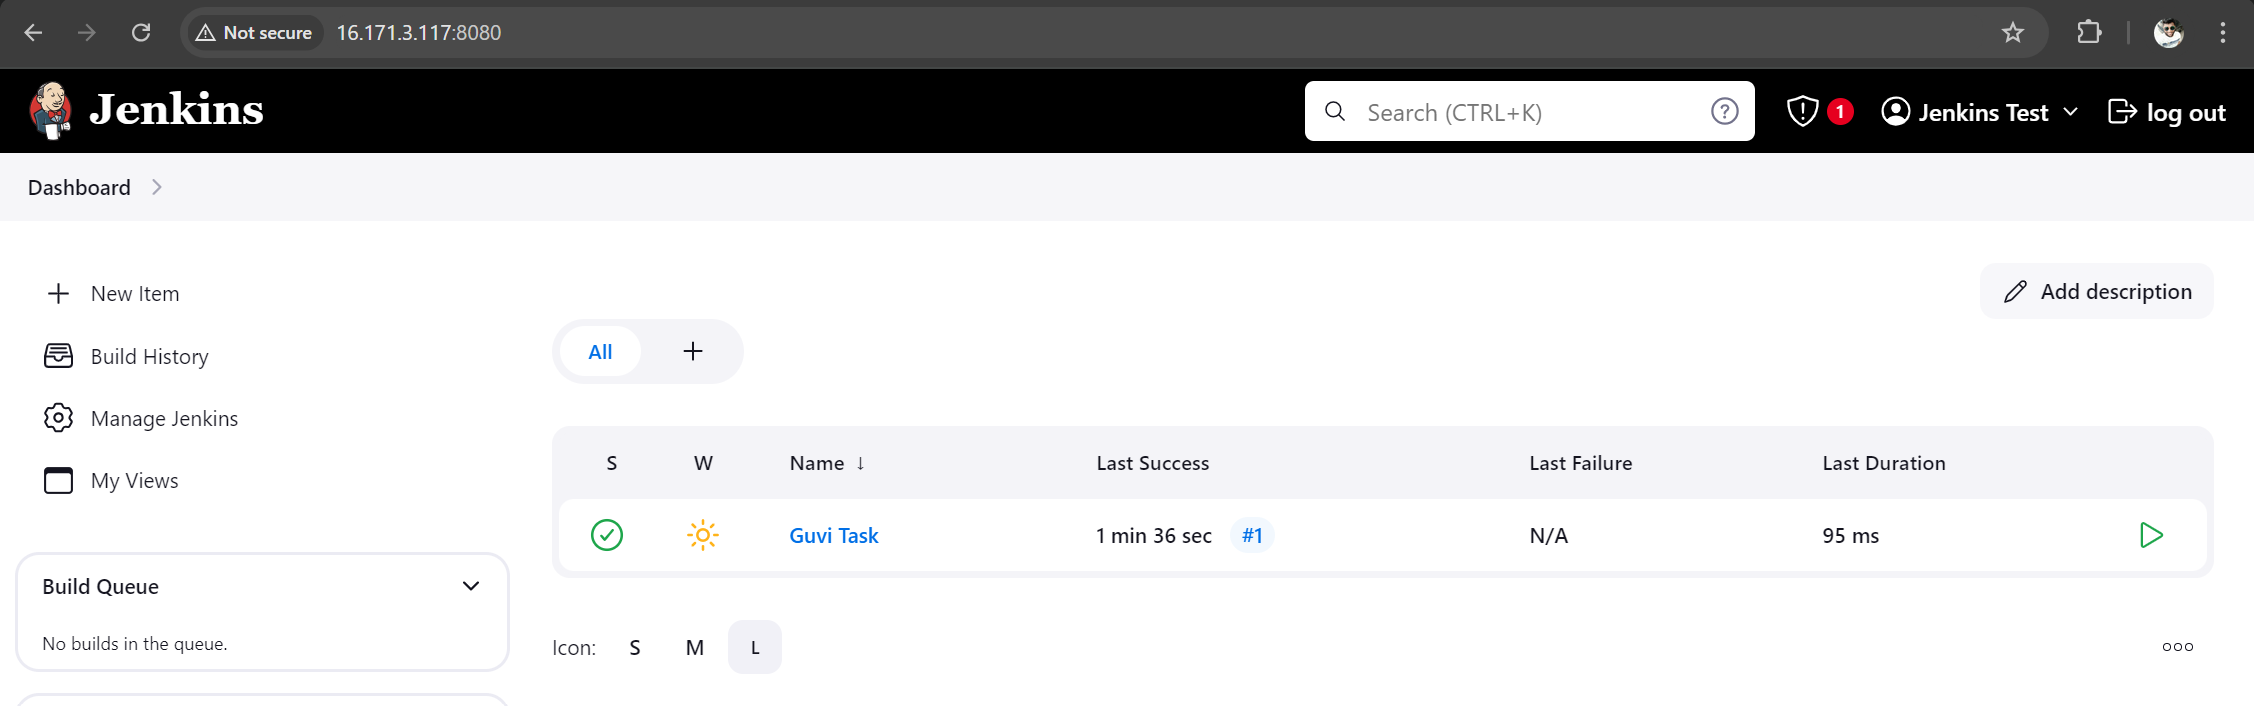 Not secure 16.171.3.117:8080
Jenkins
Search (CTRL+K)
1
Jenkins Test
log out
Dashboard
New Item
Build History
Manage Jenkins
My Views
Build Queue
No builds in the queue.
Add description
All
S W Name ↓ Last Success Last Failure Last Duration
Guvi Task 1 min 36 sec #1 N/A 95 ms
Icon: S M L